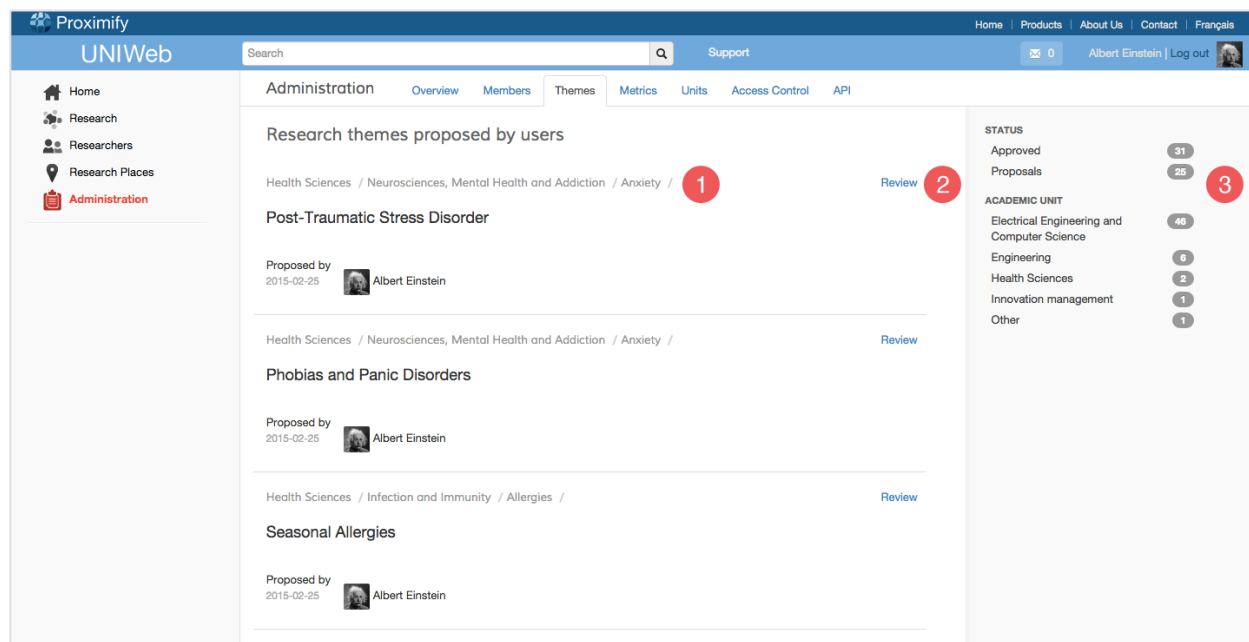 Proximify
Home | Products | About Us | Contact | Français
UNIWeb
Search
Support
0
Albert Einstein | Log out
Home
Research
Researchers
Research Places
Administration
Administration
Overview
Members
Themes
Metrics
Units
Access Control
API
Research themes proposed by users
Health Sciences / Neurosciences, Mental Health and Addiction / Anxiety /
1
Review
2
Post-Traumatic Stress Disorder
Proposed by
2015-02-25
Albert Einstein
Health Sciences / Neurosciences, Mental Health and Addiction / Anxiety /
Review
Phobias and Panic Disorders
Proposed by
2015-02-25
Albert Einstein
Health Sciences / Infection and Immunity / Allergies /
Review
Seasonal Allergies
Proposed by
2015-02-25
Albert Einstein
STATUS
Approved 31
Proposals 25
3
ACADEMIC UNIT
Electrical Engineering and 46
Computer Science
Engineering 6
Health Sciences 2
Innovation management 1
Other 1